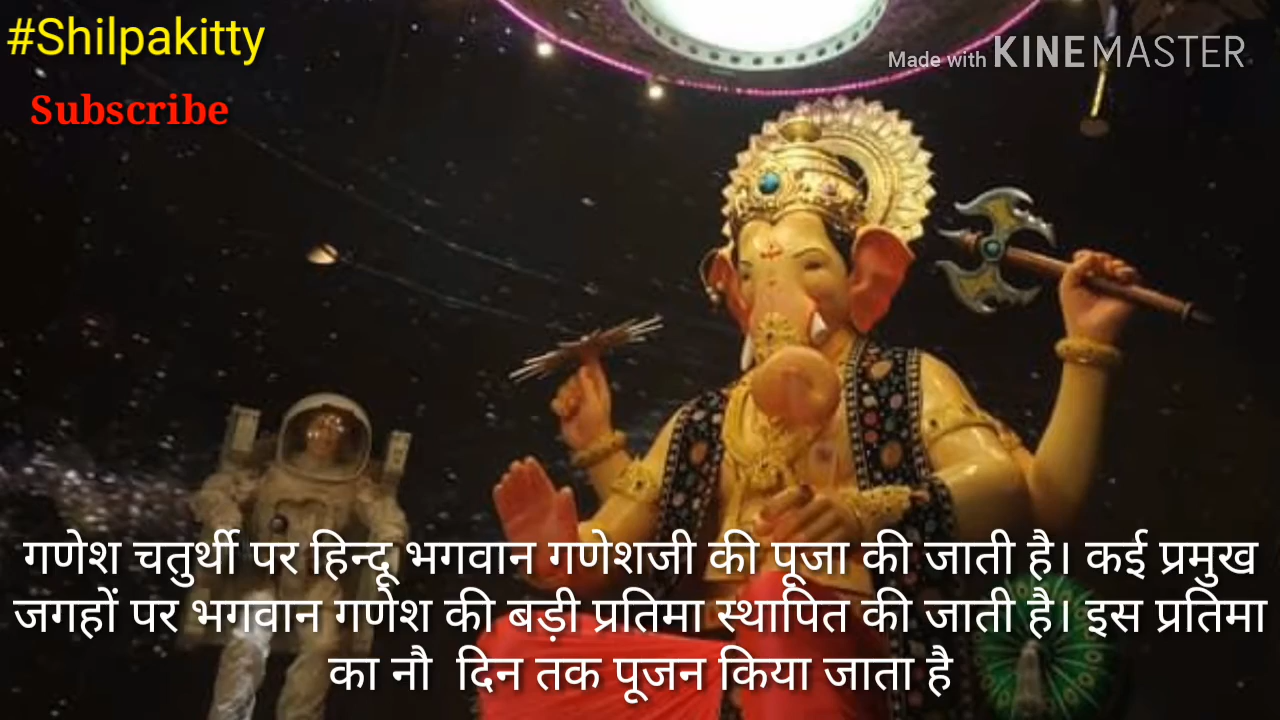 #Shilpakitty
Made with KINEMASTER
Subscribe
गणेश चतुर्थी पर हिन्दू भगवान गणेशजी की पूजा की जाती है। कई प्रमुख
जगहों पर भगवान गणेश की बड़ी प्रतिमा स्थापित की जाती है। इस प्रतिमा
का नौ दिन तक पूजन किया जाता है